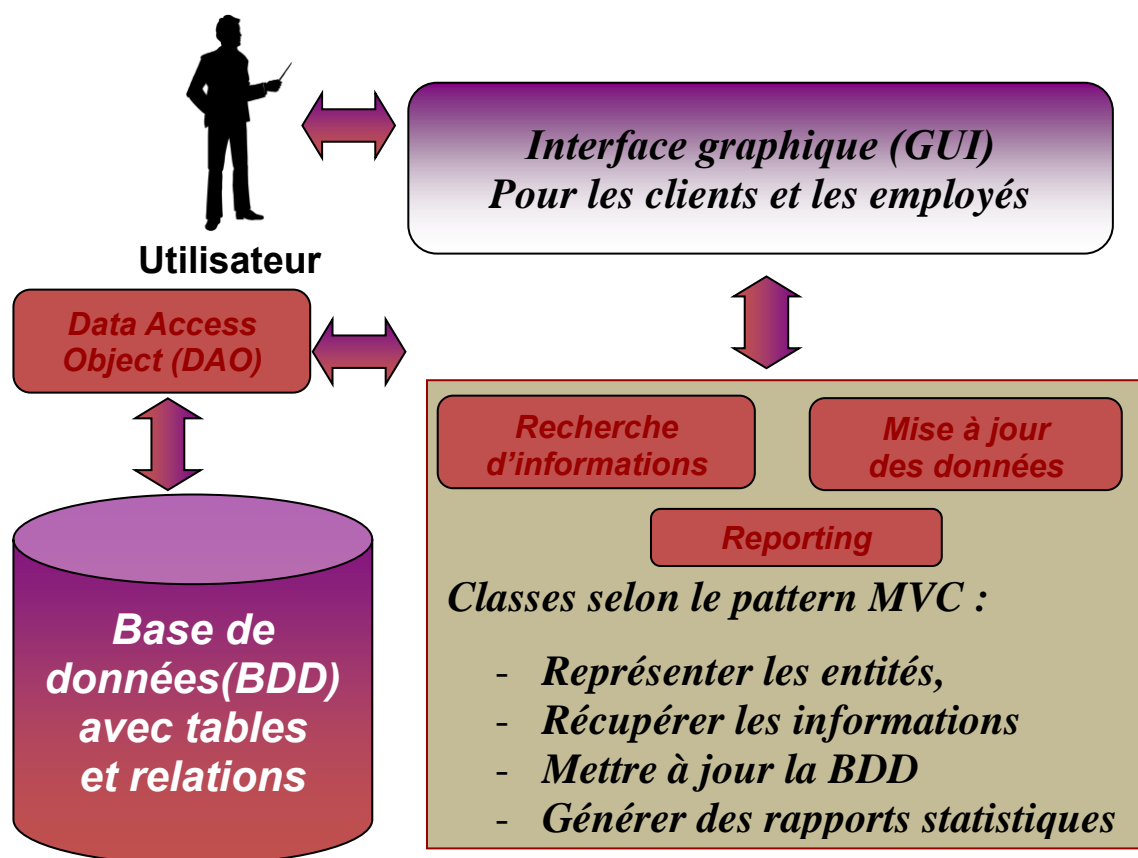 Interface graphique (GUI)
Pour les clients et les employés
Utilisateur
Data Access
Object (DAO)
Recherche
d’informations
Mise à jour
des données
Reporting
Classes selon le pattern MVC :
- Représenter les entités,
- Récupérer les informations
- Mettre à jour la BDD
- Générer des rapports statistiques
Base de
données(BDD)
avec tables
et relations